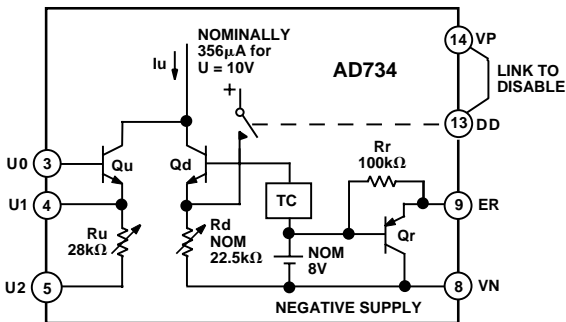 NOMINALLY
356µA for
U = 10V
Iu
AD734
14 VP
LINK TO
DISABLE
13 DD
+
U0 3
Qu
Qd
Rr
100kΩ
U1 4
TC
9 ER
Ru
28kΩ
Rd
NOM
22.5kΩ
NOM
8V
Qr
U2 5
8 VN
NEGATIVE SUPPLY